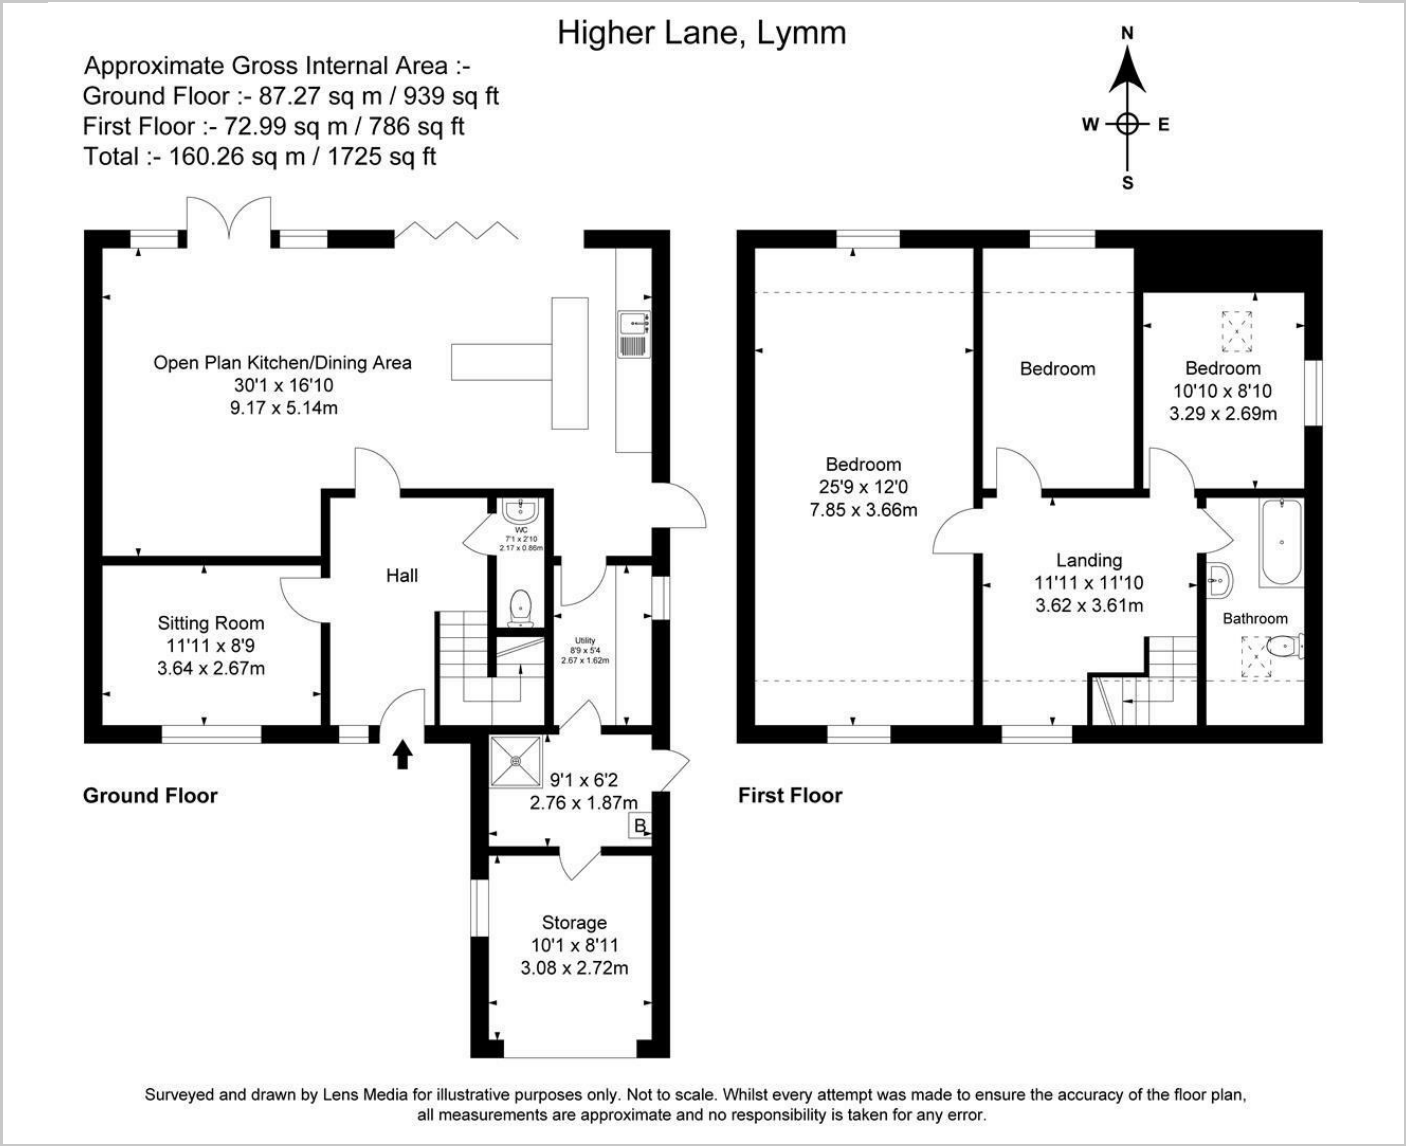 Higher Lane, Lymm
Approximate Gross Internal Area :-
Ground Floor :- 87.27 sq m / 939 sq ft
First Floor :- 72.99 sq m / 786 sq ft
Total :- 160.26 sq m / 1725 sq ft
N
W E
S
Open Plan Kitchen/Dining Area
30'1 x 16'10
9.17 x 5.14m
WC
7'1 x 2'10
2.17 x 0.86m
Hall
Sitting Room
11'11 x 8'9
3.64 x 2.67m
Utility
8'9 x 5'4
2.67 x 1.62m
9'1 x 6'2
2.76 x 1.87m
B
Storage
10'1 x 8'11
3.08 x 2.72m
Ground Floor
Bedroom
25'9 x 12'0
7.85 x 3.66m
Bedroom
Bedroom
10'10 x 8'10
3.29 x 2.69m
Landing
11'11 x 11'10
3.62 x 3.61m
Bathroom
First Floor
Surveyed and drawn by Lens Media for illustrative purposes only. Not to scale. Whilst every attempt was made to ensure the accuracy of the floor plan,
all measurements are approximate and no responsibility is taken for any error.